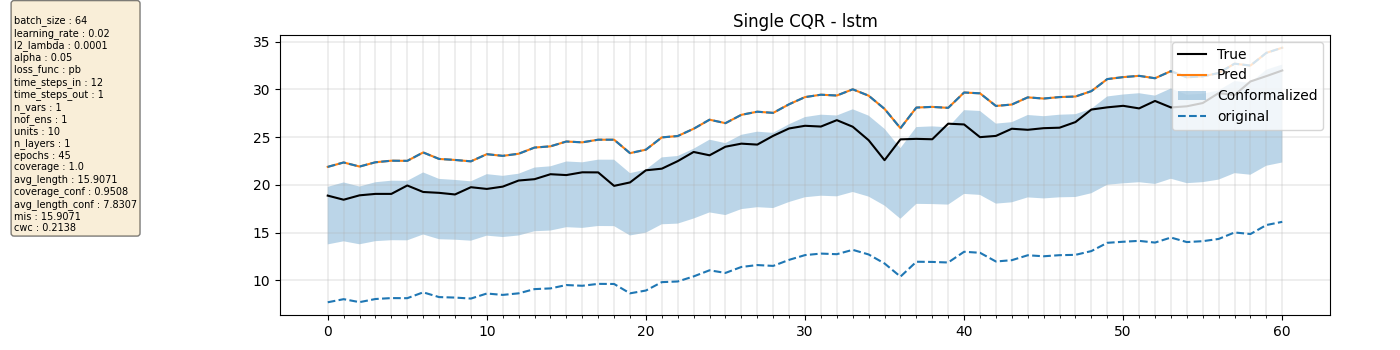 batch_size : 64
learning_rate : 0.02
l2_lambda : 0.0001
alpha : 0.05
loss_func : pb
time_steps_in : 12
time_steps_out : 1
n_vars : 1
nof_ens : 1
units : 10
n_layers : 1
epochs : 45
coverage : 1.0
avg_length : 15.9071
coverage_conf : 0.9508
avg_length_conf : 7.8307
mis : 15.9071
cwc : 0.2138
Single CQR - lstm
35
30
25
20
15
10
0 10 20 30 40 50 60
True
Pred
Conformalized
original